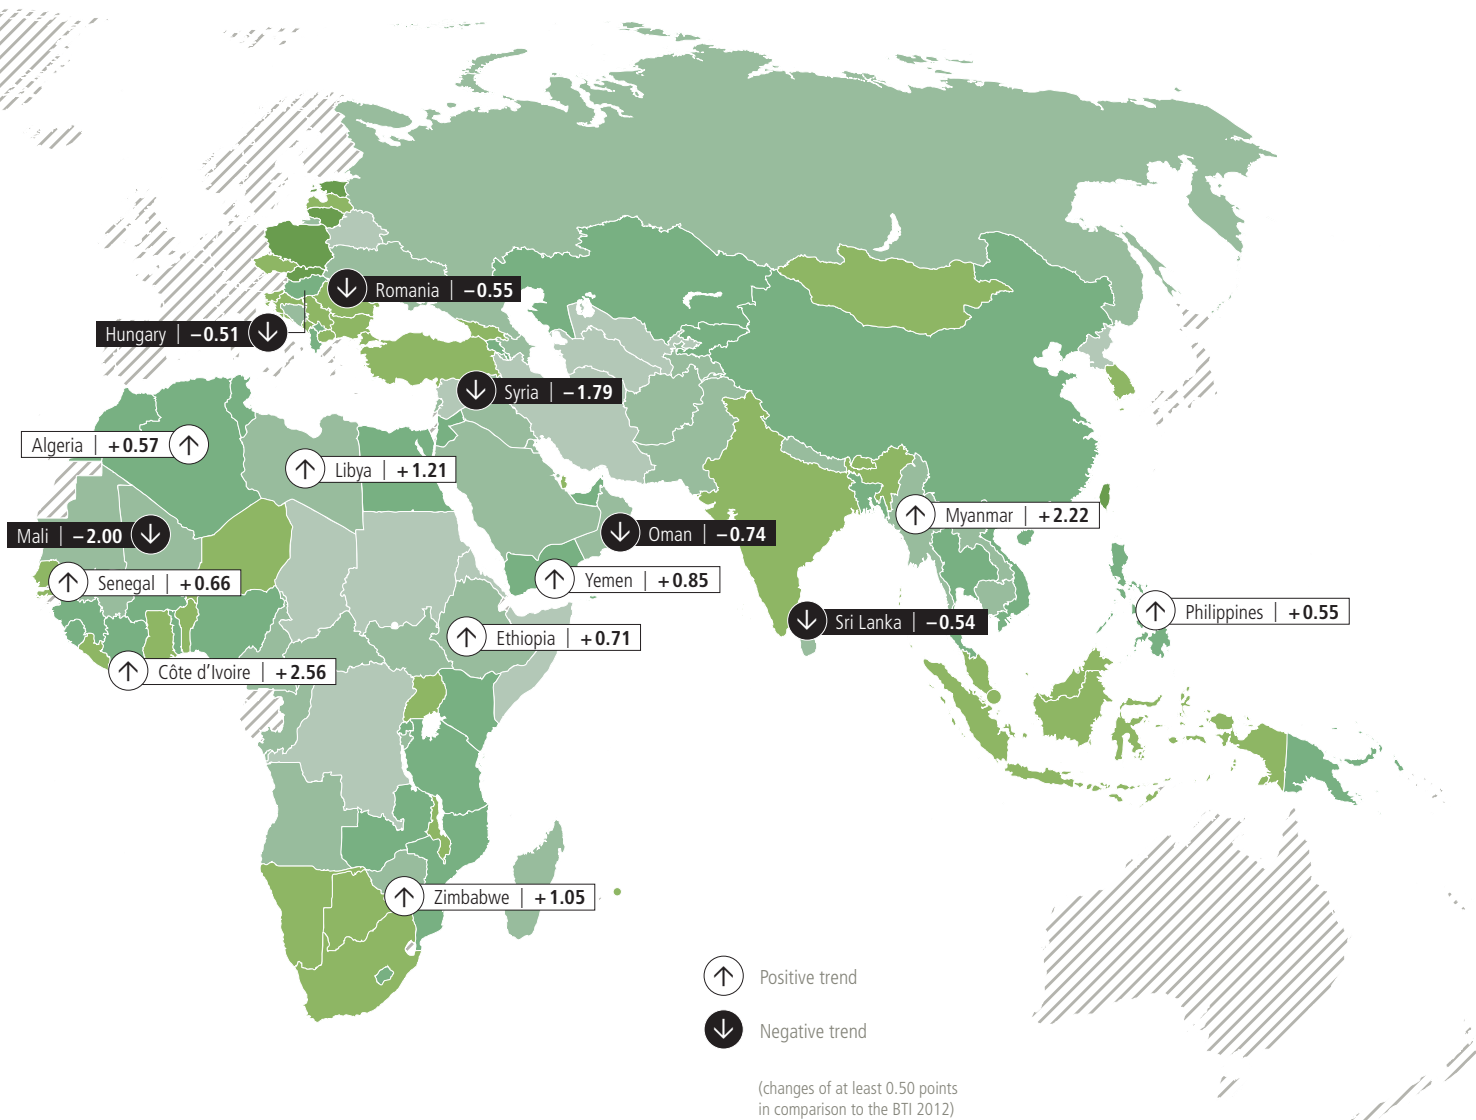 Romania | −0.55
Hungary | −0.51
Syria | −1.79
Algeria | +0.57
Libya | +1.21
Myanmar | +2.22
Mali | −2.00
Oman | −0.74
Senegal | +0.66
Yemen | +0.85
Philippines | +0.55
Sri Lanka | −0.54
Ethiopia | +0.71
Côte d’Ivoire | +2.56
Zimbabwe | +1.05
Positive trend
Negative trend
(changes of at least 0.50 points
in comparison to the BTI 2012)